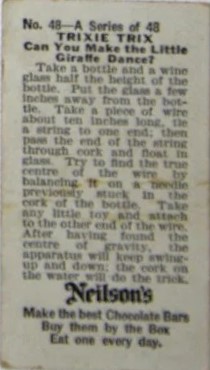 No. 48—A Series of 48
TRIXIE TRIX
Can You Make the Little
Giraffe Dance?
Take a bottle and a wine
glass half the height of the
bottle. Put the glass a few
inches away from the bot-
tle. Take a piece of wire
about ten inches long, tie
a string to one end; then
pass the end of the string
through cork and float in
glass. Try to find the true
centre of the wire by
balancing it on a needle
previously stuck in the
cork of the bottle. Take
any little toy and attach
to the other end of the wire.
After having found the
centre of gravity, the
apparatus will keep swing-
ing up and down; the cork on
the water will do the trick.
Neilson's
Make the best Chocolate Bars
Buy them by the Box
Eat one every day.